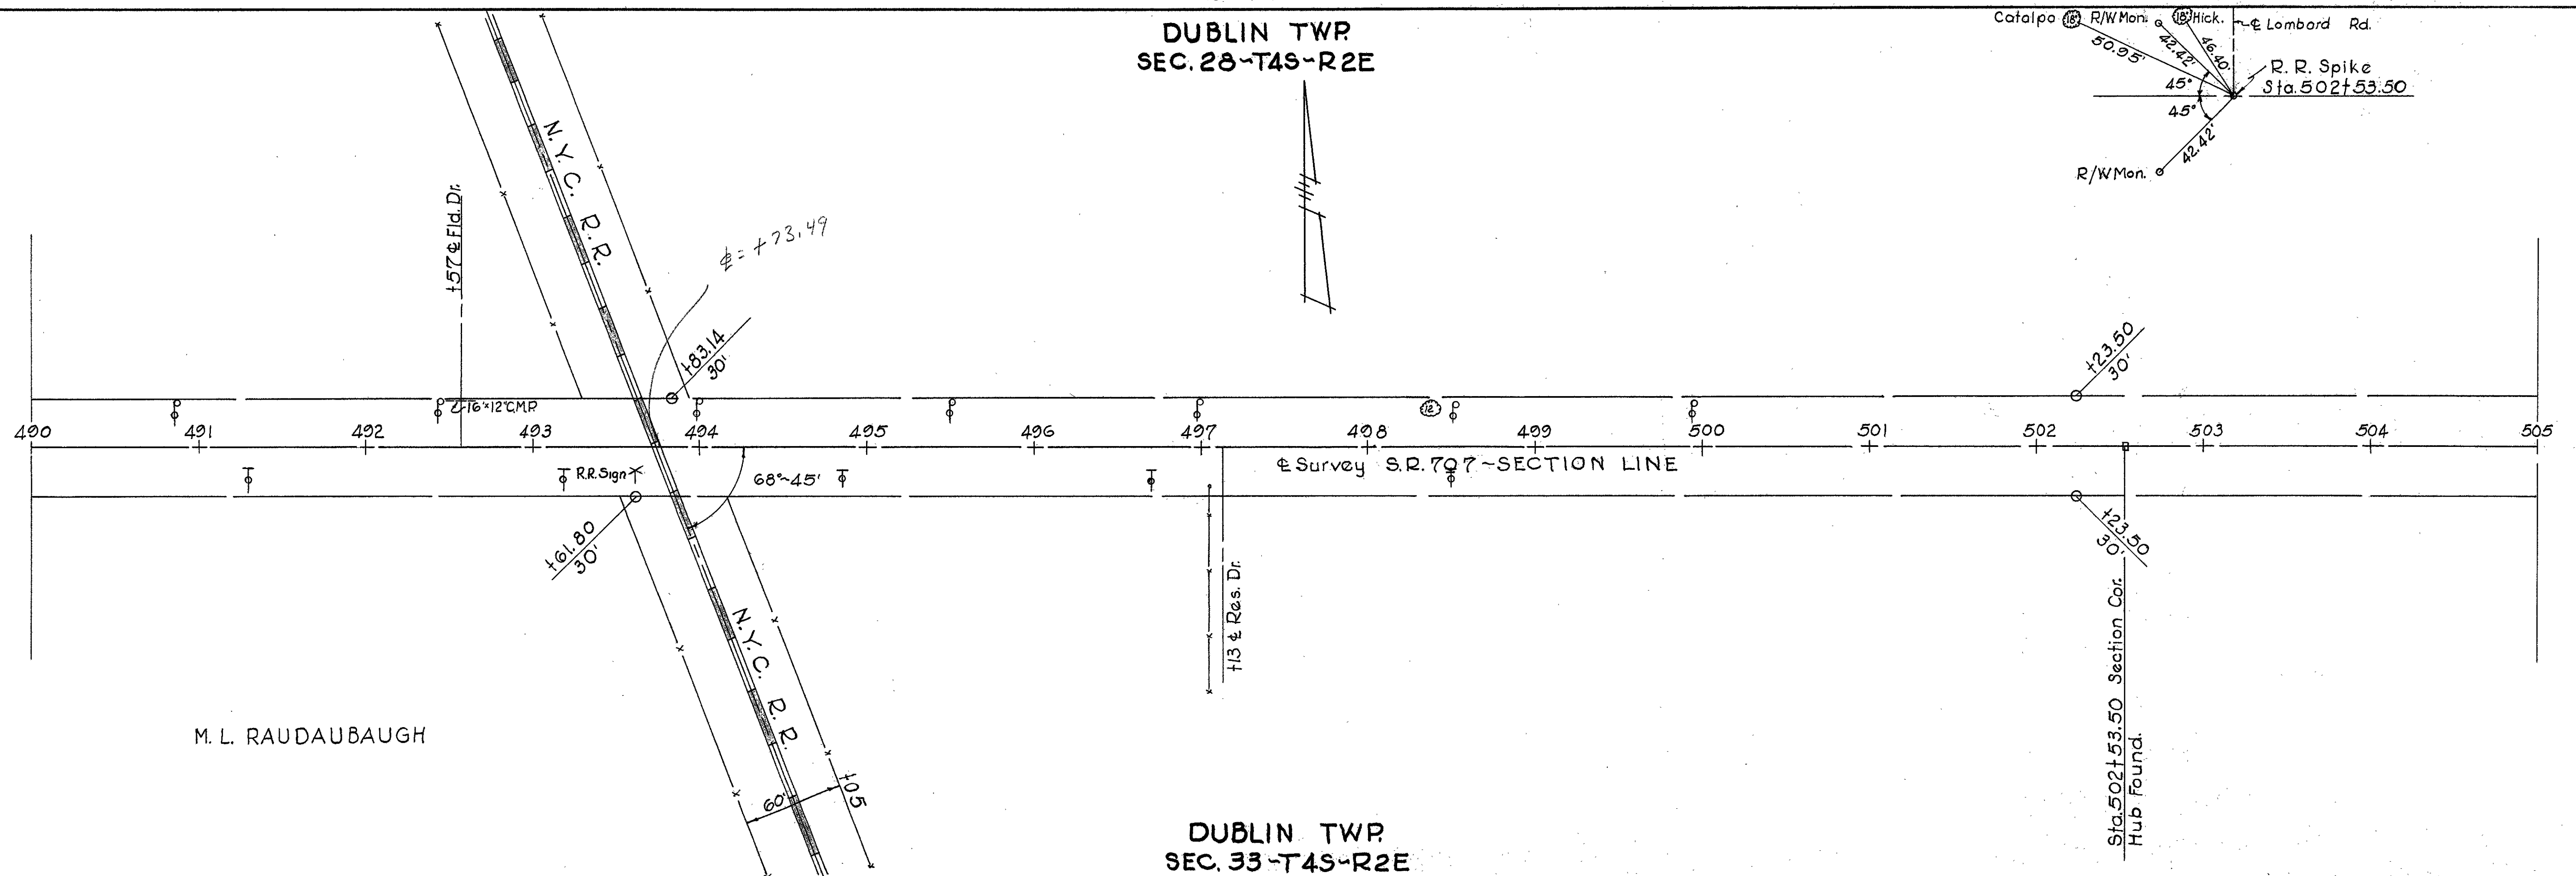 DUBLIN TWP.
SEC. 28~T4S~R2E
Catalpa 18" R/W Mon. 18" Hick. ℄ Lombard Rd.
50.95'
42.42'
46.40'
R. R. Spike
Sta. 502+53.50
45°
45°
42.42'
R/W Mon.
+57 ℄ Fld. Dr.
N.Y.C. R.R.
℄ = +73.49
+83.14
30'
+23.50
30'
16'x12" C.M.P.
12"
490 491 492 493 494 495 496 497 498 499 500 501 502 503 504 505
℄ Survey S.R. 707~SECTION LINE
R.R. Sign
68°~45'
+61.80
30'
+23.50
30'
+13 ℄ Res. Dr.
Sta. 502+53.50 Section Cor.
Hub Found.
N.Y.C. R.R.
M. L. RAUDAUBAUGH
60'
+05
DUBLIN TWP.
SEC. 33~T4S~R2E